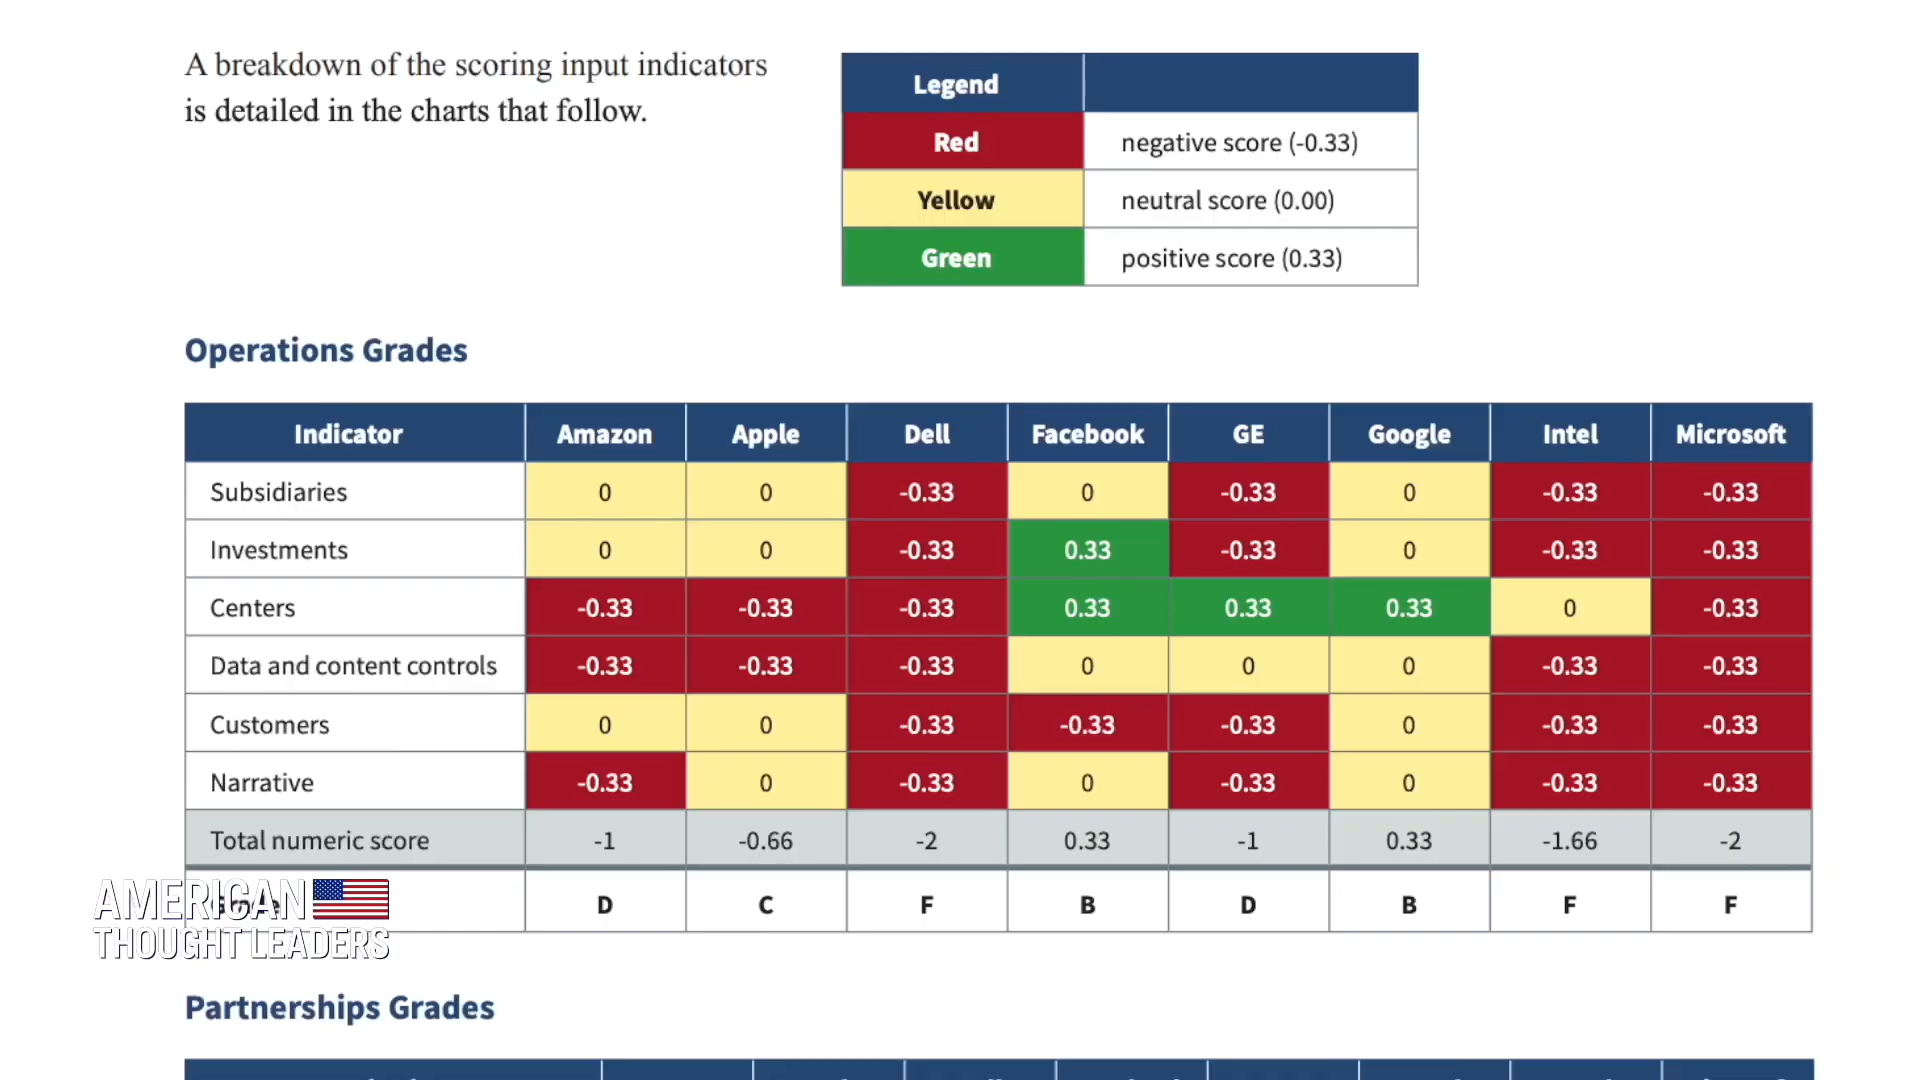 A breakdown of the scoring input indicators
is detailed in the charts that follow.
Legend
Red negative score (-0.33)
Yellow neutral score (0.00)
Green positive score (0.33)
Operations Grades
Indicator Amazon Apple Dell Facebook GE Google Intel Microsoft
Subsidiaries 0 0 -0.33 0 -0.33 0 -0.33 -0.33
Investments 0 0 -0.33 0.33 -0.33 0 -0.33 -0.33
Centers -0.33 -0.33 -0.33 0.33 0.33 0.33 0 -0.33
Data and content controls -0.33 -0.33 -0.33 0 0 0 -0.33 -0.33
Customers 0 0 -0.33 -0.33 -0.33 0 -0.33 -0.33
Narrative -0.33 0 -0.33 0 -0.33 0 -0.33 -0.33
Total numeric score -1 -0.66 -2 0.33 -1 0.33 -1.66 -2
D C F B D B F F
AMERICAN
THOUGHT LEADERS
Partnerships Grades